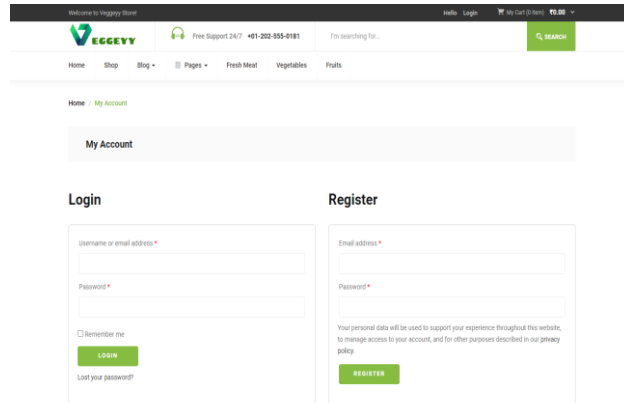 Welcome to Veggeyy Store!
Hello Login My Cart (0 Item) ₹0.00
VEGGEYY
Free Support 24/7 +01-202-555-0181
I'm searching for...
SEARCH
Home Shop Blog Pages Fresh Meat Vegetables Fruits
Home / My Account
My Account
Login
Username or email address *
Password *
Remember me
LOGIN
Lost your password?
Register
Email address *
Password *
Your personal data will be used to support your experience throughout this website,
to manage access to your account, and for other purposes described in our privacy
policy.
REGISTER